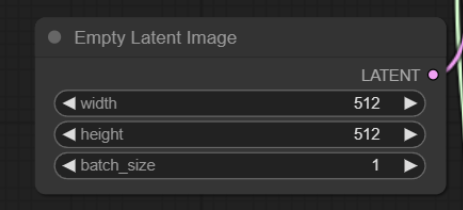 Empty Latent Image
LATENT
width 512
height 512
batch_size 1